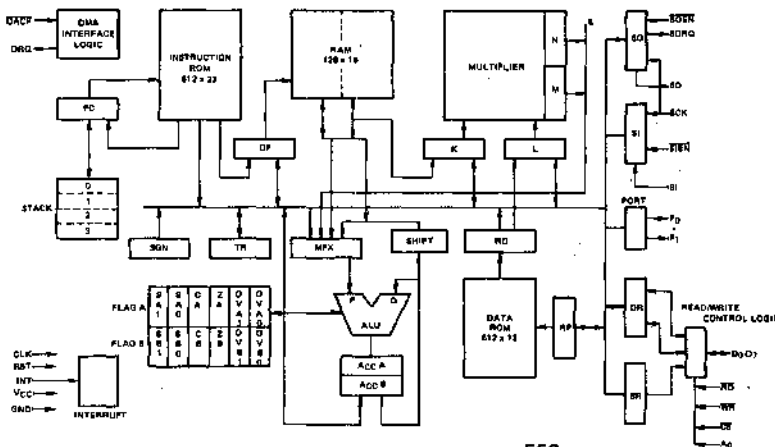 DACK
DRQ
DMA
INTERFACE
LOGIC
INSTRUCTION
ROM
512 x 23
RAM
128 x 16
MULTIPLIER
N
M
SO
SOEN
SORQ
SO
SCK
SI
SIEN
SI
PC
DP
K
L
STACK
0
1
2
3
PORT
P0
P1
SGN
TR
MPX
SHIFT
RO
P
Q
ALU
FLAG A
S A 1
S A 0
C A
Z A
O V A 1
O V A 0
FLAG B
S B 1
S B 0
C B
Z B
O V B 1
O V B 0
ACC A
ACC B
DATA
ROM
512 x 13
RP
DR
SR
READ/WRITE
CONTROL LOGIC
D0-D7
RD
WR
CS
A0
CLK
RST
INT
VCC
GND
INTERRUPT